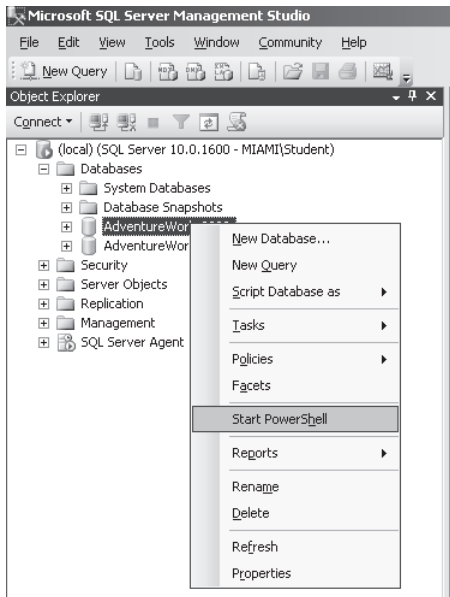 Microsoft SQL Server Management Studio
File Edit View Tools Window Community Help
New Query
Object Explorer
Connect
(local) (SQL Server 10.0.1600 - MIAMI\Student)
Databases
System Databases
Database Snapshots
AdventureWor
AdventureWor
Security
Server Objects
Replication
Management
SQL Server Agent
New Database...
New Query
Script Database as
Tasks
Policies
Facets
Start PowerShell
Reports
Rename
Delete
Refresh
Properties